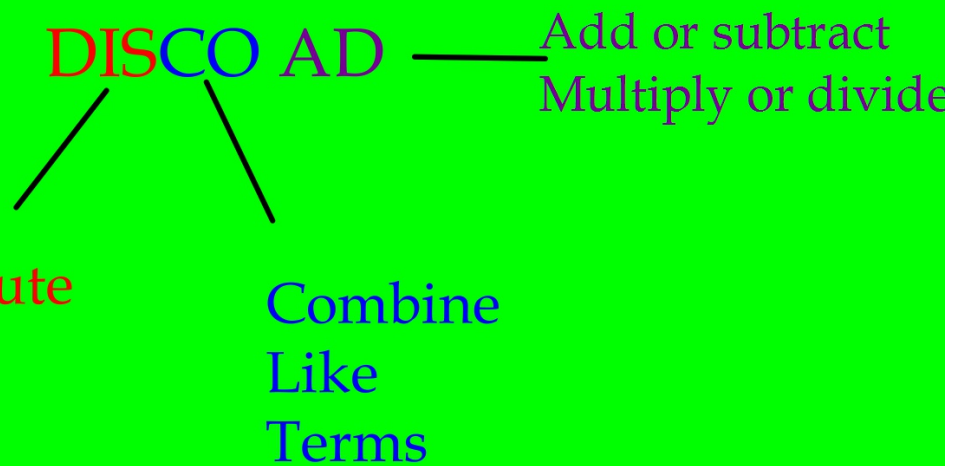 DISCO AD
Add or subtract
Multiply or divide
ute
Combine
Like
Terms